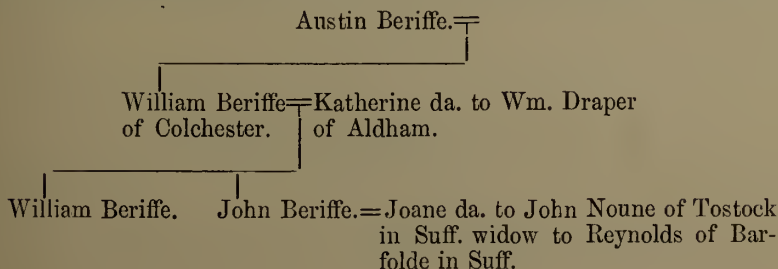 Austin Beriffe.=
William Beriffe=Katherine da. to Wm. Draper
of Colchester. of Aldham.
William Beriffe. John Beriffe.=Joane da. to John Noune of Tostock
in Suff. widow to Reynolds of Bar-
folde in Suff.